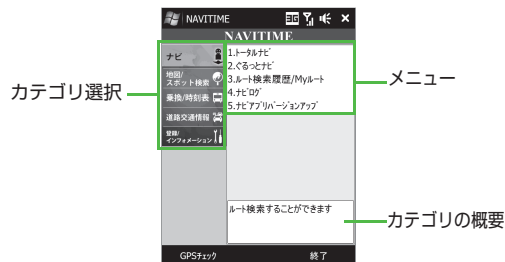 NAVITIME
NAVITIME
カテゴリ選択
ナビ
地図/
スポット検索
乗換/時刻表
道路交通情報
登録/
インフォメーション
1.トータルナビ
2.ぐるっとナビ
3.ルート検索履歴/Myルート
4.ナビログ
5.ナビアプリバージョンアップ
メニュー
ルート検索することができます
カテゴリの概要
GPSチェック
終了